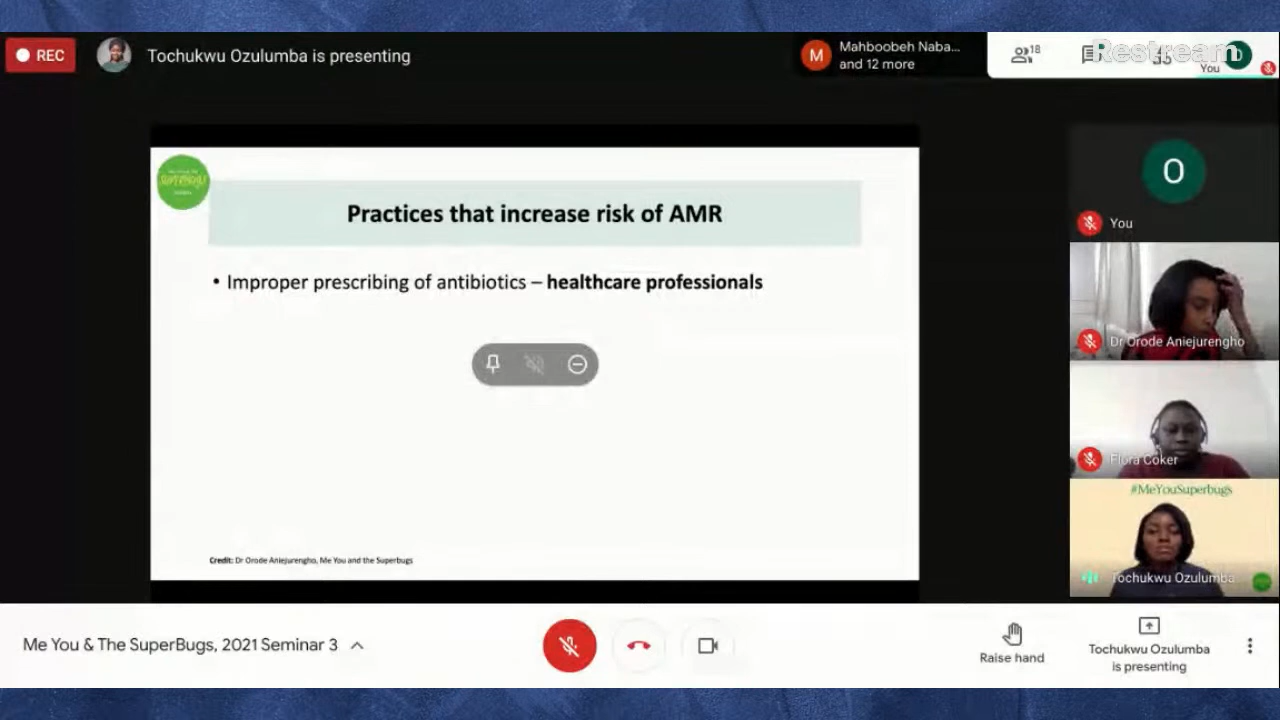 REC
Tochukwu Ozulumba is presenting
M
Mahboobeh Naba...
and 12 more
18
Restream
You
Practices that increase risk of AMR
• Improper prescribing of antibiotics – healthcare professionals
Credit: Dr Orode Aniejurengho, Me You and the Superbugs
O
You
Dr Orode Aniejurengho
Flora Coker
#MeYouSuperbugs
Tochukwu Ozulumba
Me You & The SuperBugs, 2021 Seminar 3
Raise hand
Tochukwu Ozulumba
is presenting